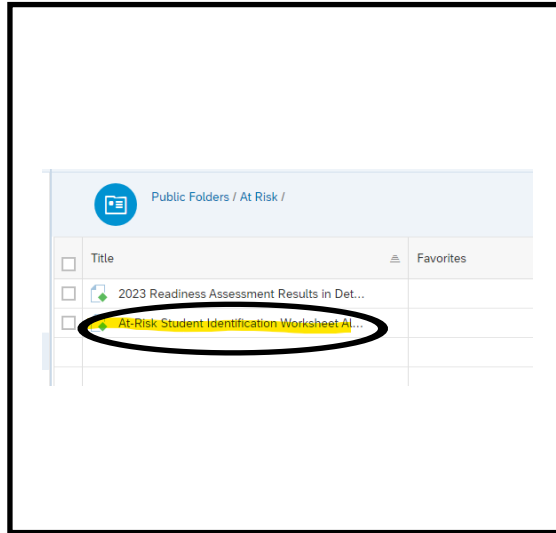 Public Folders / At Risk /
Title Favorites
2023 Readiness Assessment Results in Det...
At-Risk Student Identification Worksheet Al...